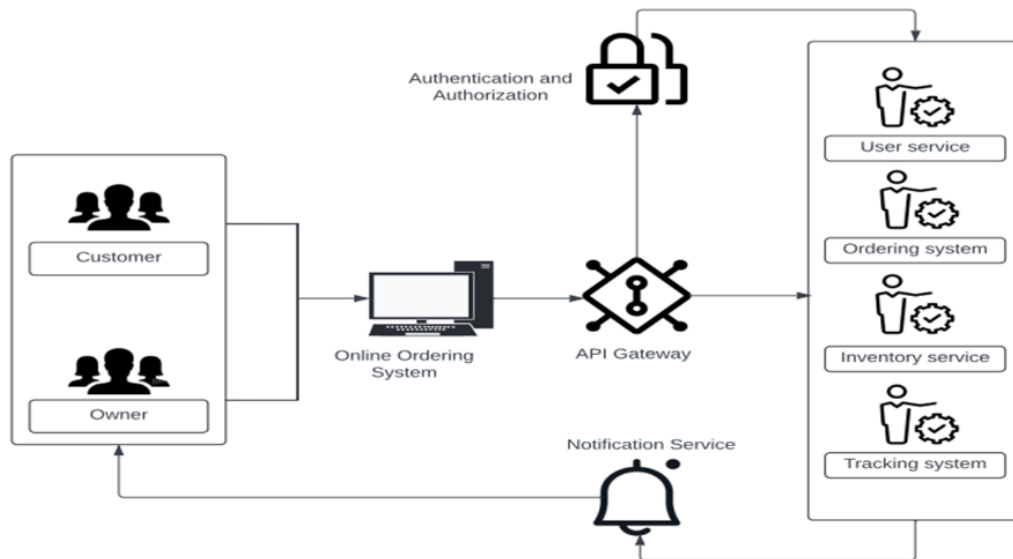 Authentication and
Authorization
Customer
Owner
Online Ordering
System
API Gateway
User service
Ordering system
Inventory service
Tracking system
Notification Service